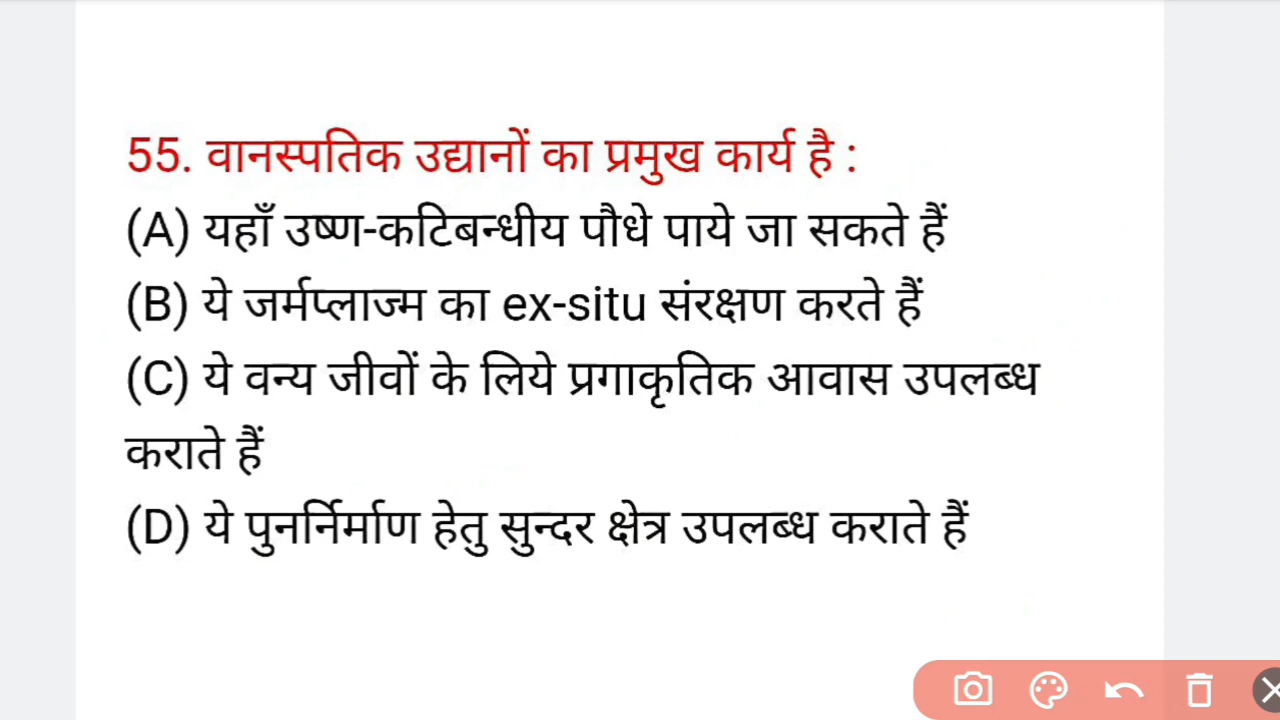 55. वानस्पतिक उद्यानों का प्रमुख कार्य है :
(A) यहाँ उष्ण-कटिबन्धीय पौधे पाये जा सकते हैं
(B) ये जर्मप्लाज्म का ex-situ संरक्षण करते हैं
(C) ये वन्य जीवों के लिये प्रगाकृतिक आवास उपलब्ध
कराते हैं
(D) ये पुनर्निर्माण हेतु सुन्दर क्षेत्र उपलब्ध कराते हैं